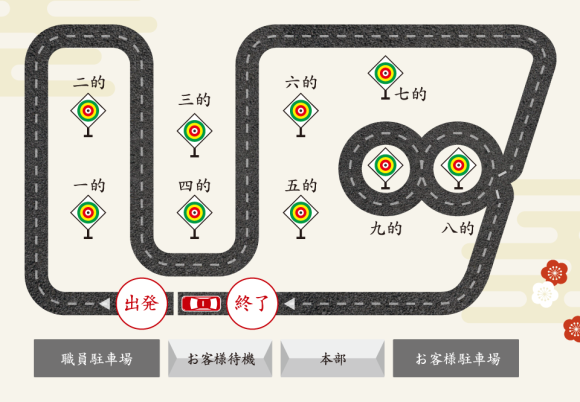 二的
三的
六的
七的
一的
四的
五的
九的
八的
出発
終了
職員駐車場
お客様待機
本部
お客様駐車場